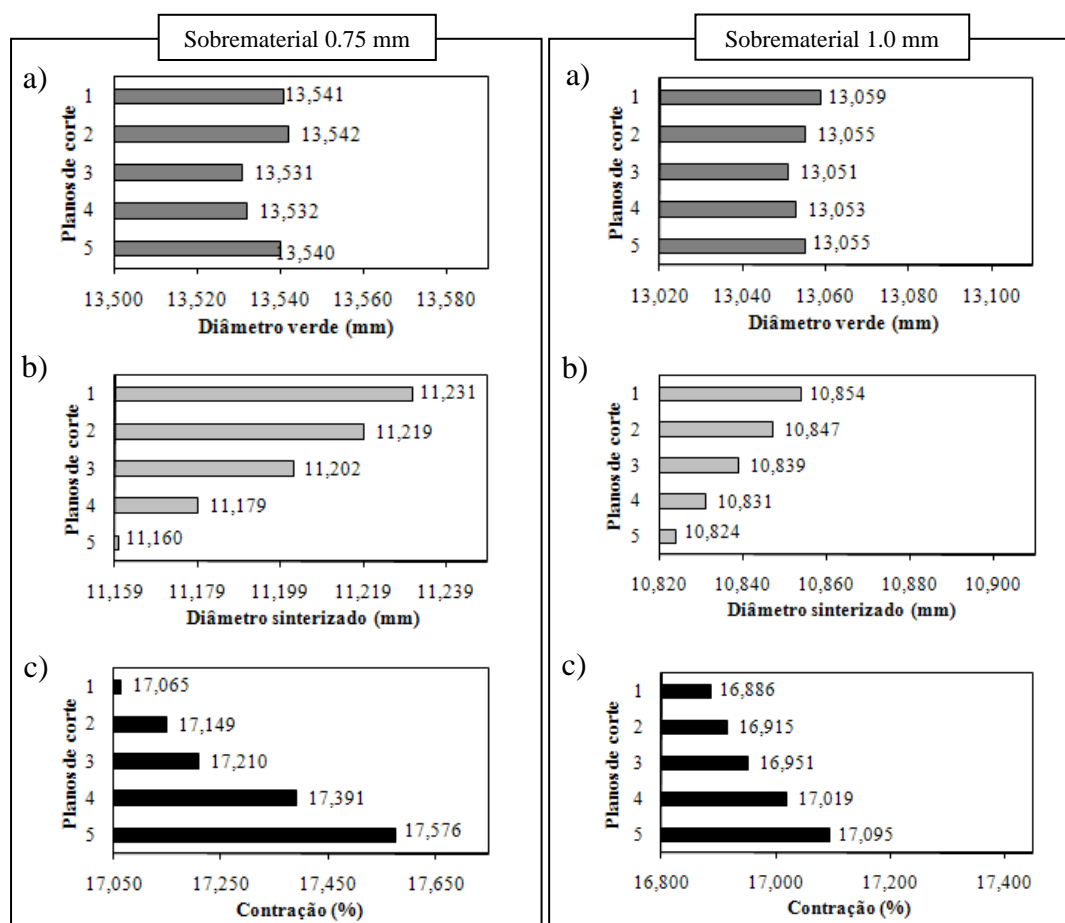 Sobrematerial 0.75 mm
a)
Planos de corte
1
13,541
2
13,542
3
13,531
4
13,532
5
13,540
13,500 13,520 13,540 13,560 13,580
Diâmetro verde (mm)
b)
Planos de corte
1
11,231
2
11,219
3
11,202
4
11,179
5
11,160
11,159 11,179 11,199 11,219 11,239
Diâmetro sinterizado (mm)
c)
Planos de corte
1
17,065
2
17,149
3
17,210
4
17,391
5
17,576
17,050 17,250 17,450 17,650
Contração (%)
Sobrematerial 1.0 mm
a)
Planos de corte
1
13,059
2
13,055
3
13,051
4
13,053
5
13,055
13,020 13,040 13,060 13,080 13,100
Diâmetro verde (mm)
b)
Planos de corte
1
10,854
2
10,847
3
10,839
4
10,831
5
10,824
10,820 10,840 10,860 10,880 10,900
Diâmetro sinterizado (mm)
c)
Planos de corte
1
16,886
2
16,915
3
16,951
4
17,019
5
17,095
16,800 17,000 17,200 17,400
Contração (%)